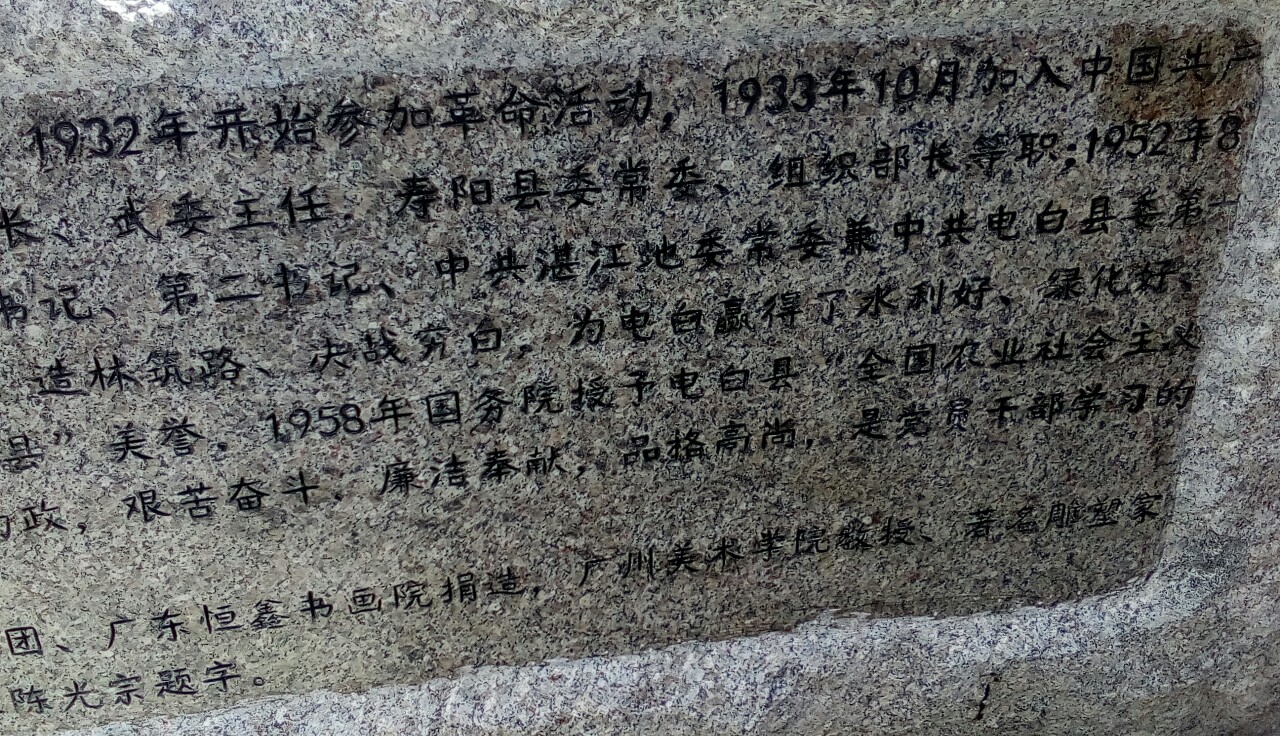 1932年开始参加革命活动，1933年10月加入中国共产
长、武委主任、寿阳县委常委、组织部长等职；1952年8
书记、第二书记、中共湛江地委常委兼中共电白县委第一
造林筑路、决战穷白，为电白赢得了水利好、绿化好、
县”美誉。1958年国务院授予电白县“全国农业社会主义
政，艰苦奋斗、廉洁奉献，品格高尚，是党员干部学习的
团、广东恒鑫书画院捐造，广州美术学院教授、著名雕塑家
陈光宗题字。